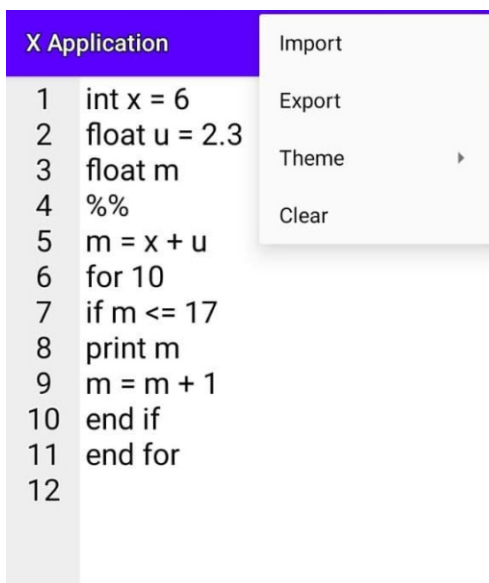 X Application
Import
Export
Theme
Clear
1 int x = 6
2 float u = 2.3
3 float m
4 %%
5 m = x + u
6 for 10
7 if m <= 17
8 print m
9 m = m + 1
10 end if
11 end for
12